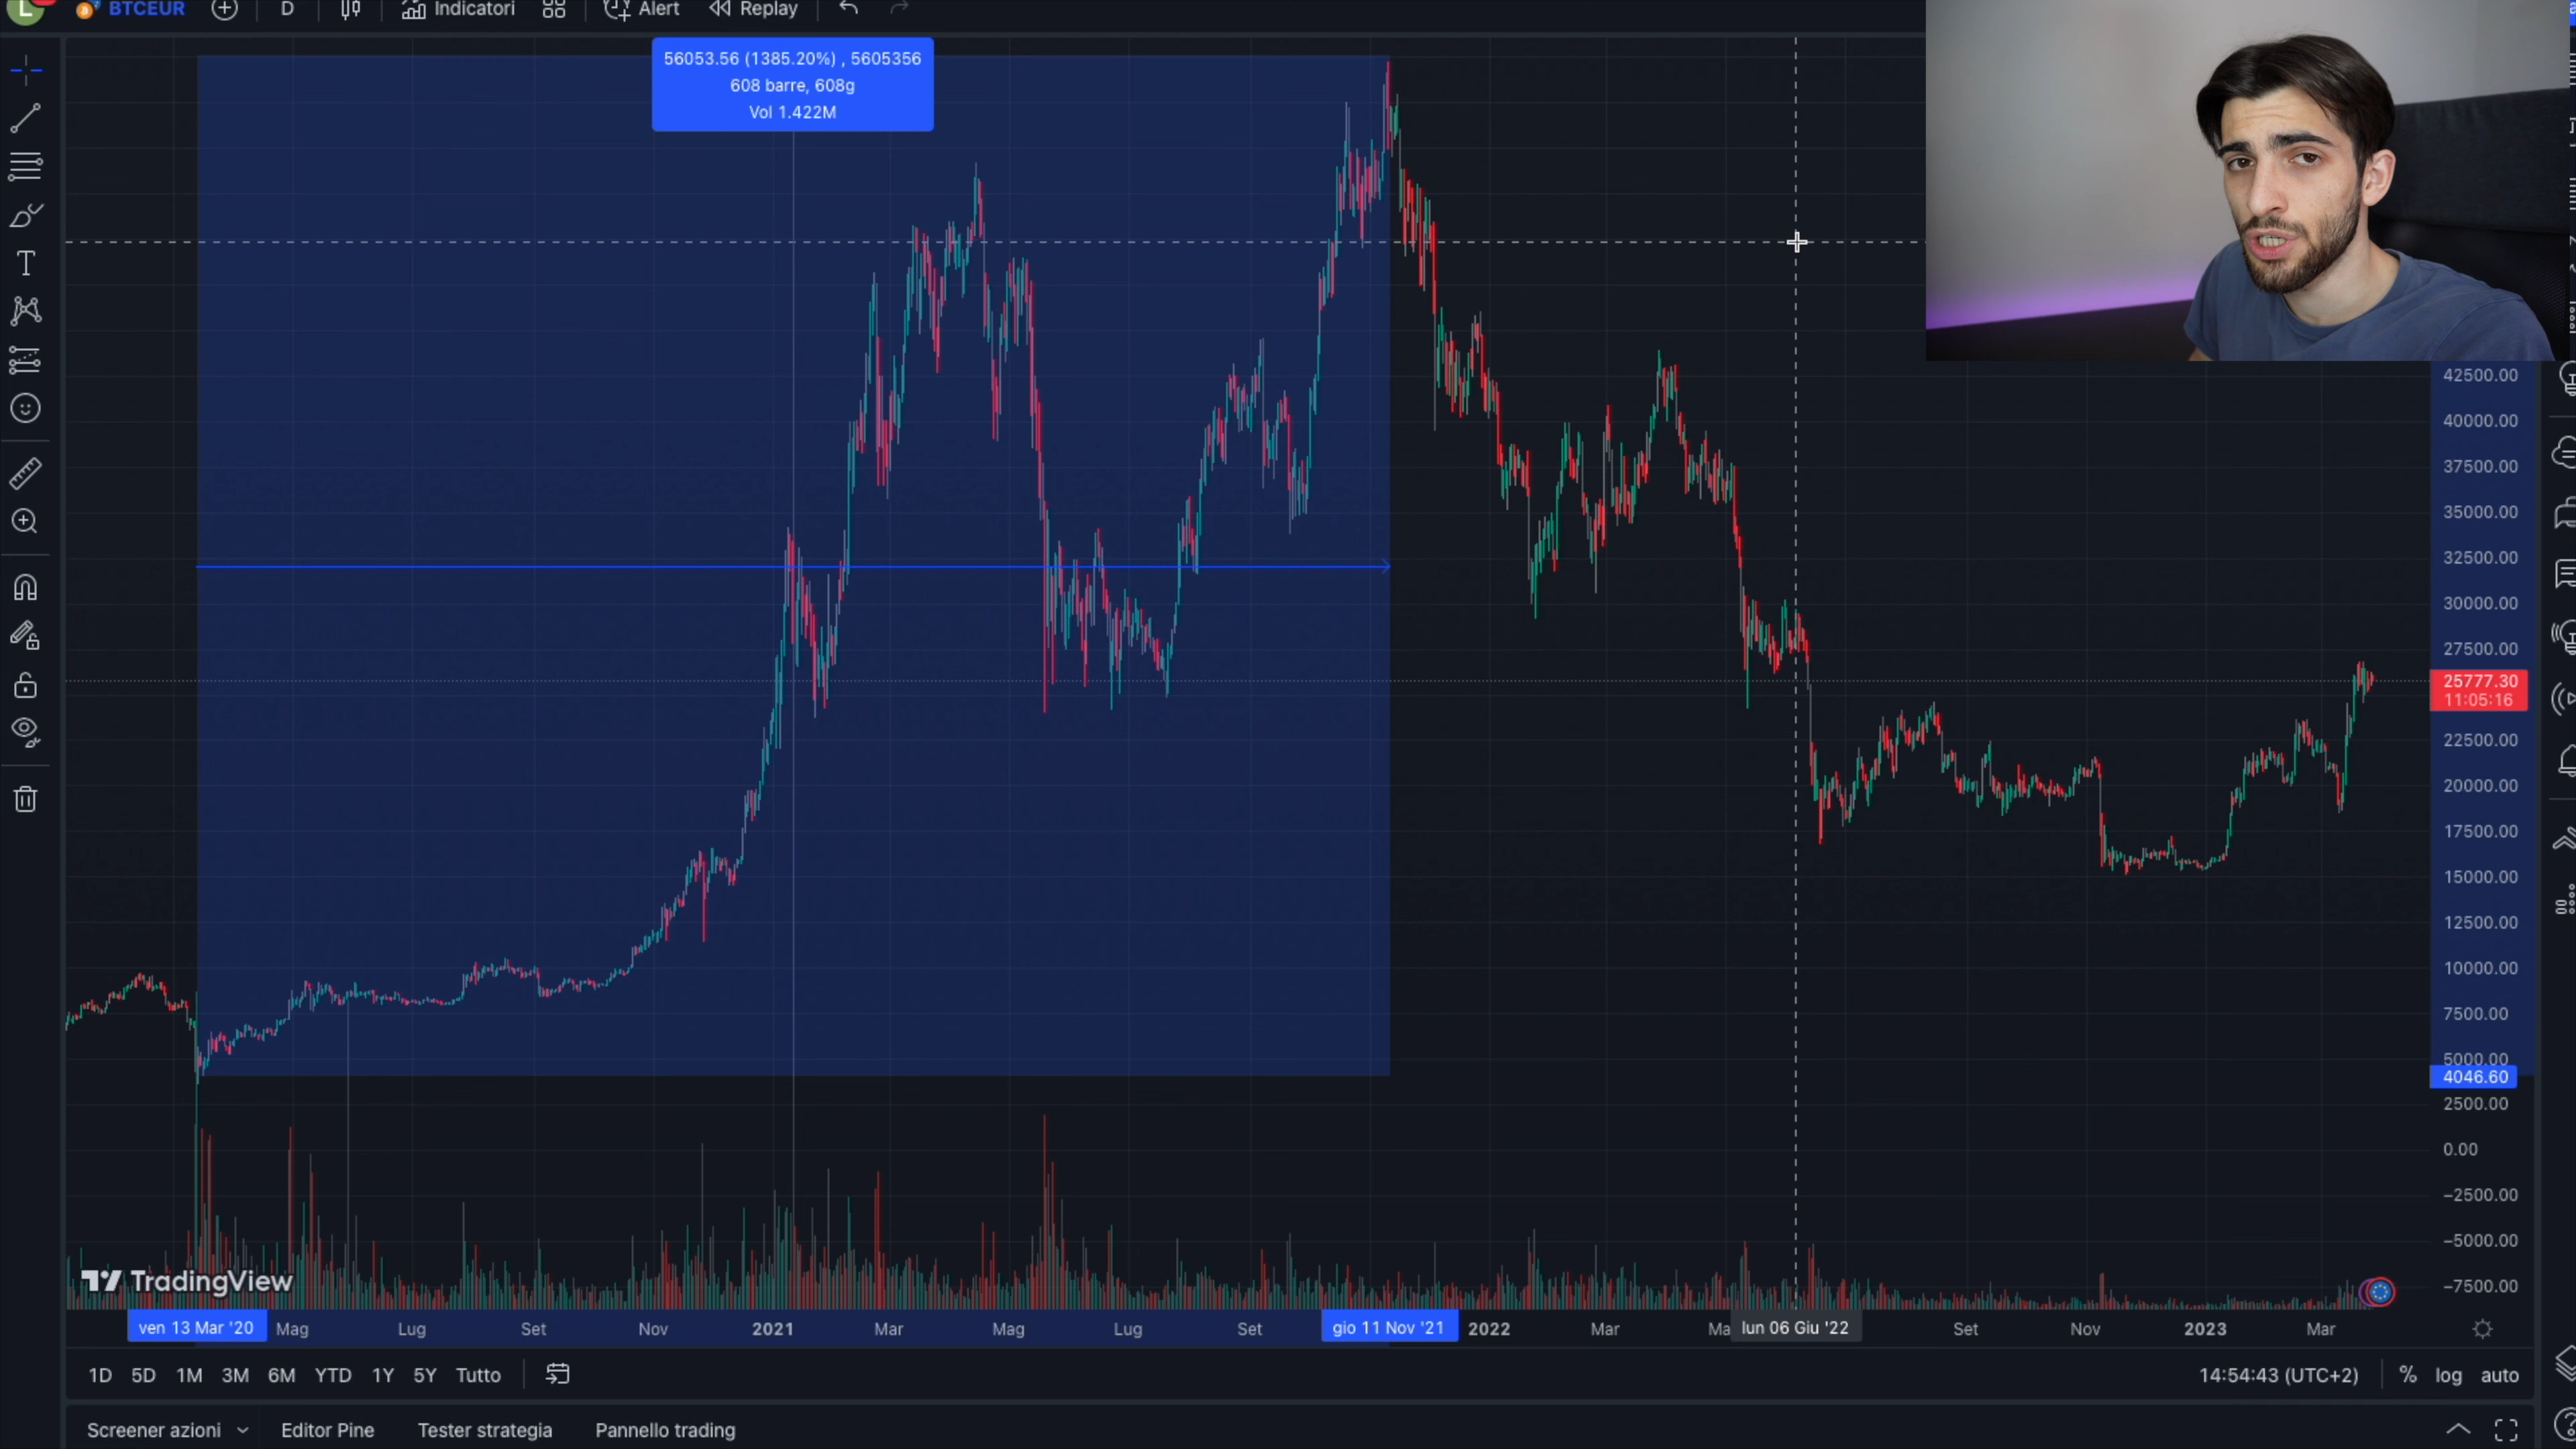 L BTCEUR D Indicatori Alert Replay
56053.56 (1385.20%) , 5605356
608 barre, 608g
Vol 1.422M
42500.00
40000.00
37500.00
35000.00
32500.00
30000.00
27500.00
25777.30
11:05:16
22500.00
20000.00
17500.00
15000.00
12500.00
10000.00
7500.00
5000.00
4046.60
2500.00
0.00
−2500.00
−5000.00
−7500.00
TradingView
ven 13 Mar '20 Mag Lug Set Nov 2021 Mar Mag Lug Set gio 11 Nov '21 2022 Mar Ma lun 06 Giu '22 Set Nov 2023 Mar
1D 5D 1M 3M 6M YTD 1Y 5Y Tutto 14:54:43 (UTC+2) % log auto
Screener azioni Editor Pine Tester strategia Pannello trading